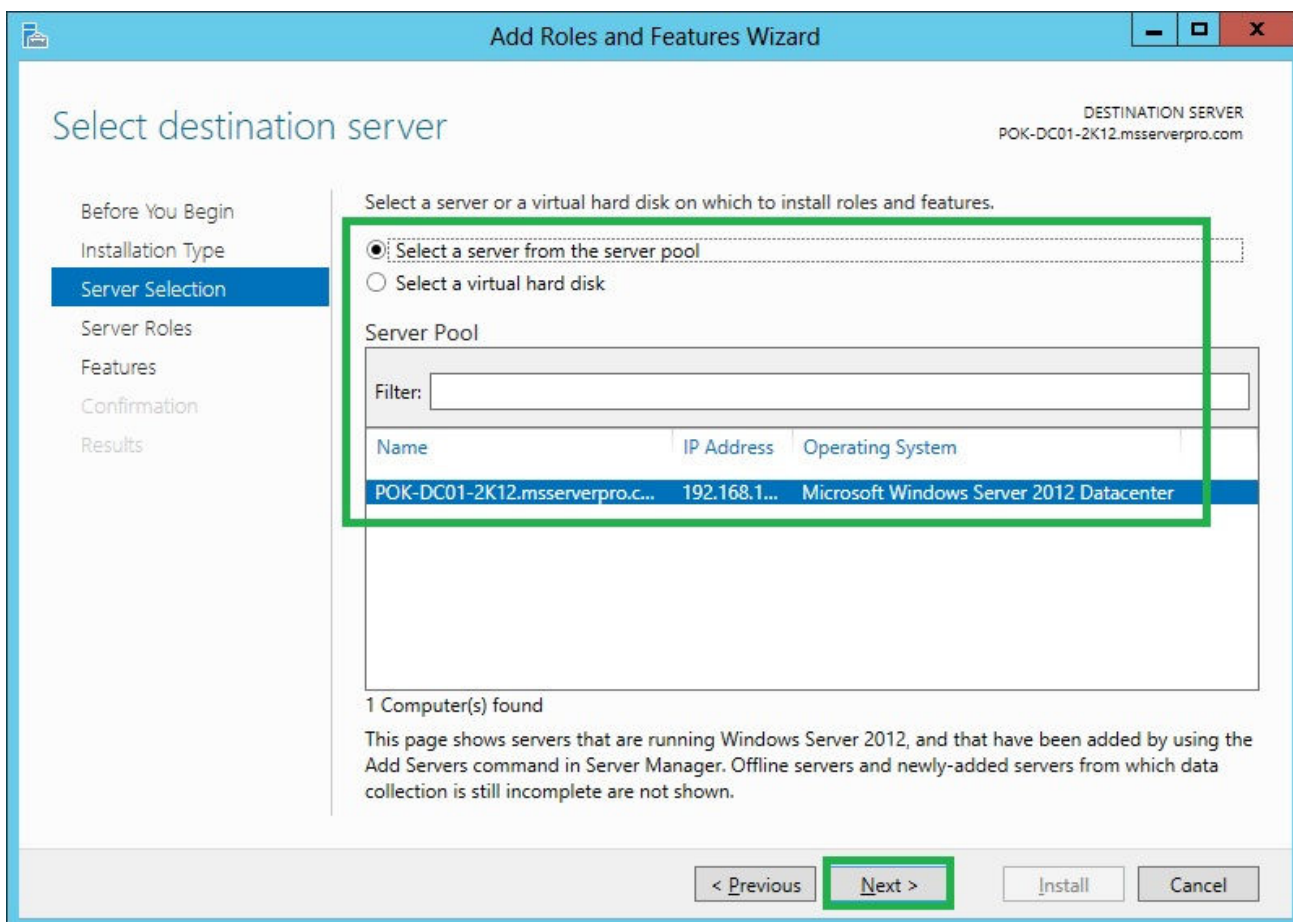 Add Roles and Features Wizard
Select destination server
DESTINATION SERVER
POK-DC01-2K12.msserverpro.com
Before You Begin
Installation Type
Server Selection
Server Roles
Features
Confirmation
Results
Select a server or a virtual hard disk on which to install roles and features.
Select a server from the server pool
Select a virtual hard disk
Server Pool
Filter:
Name IP Address Operating System
POK-DC01-2K12.msserverpro.c... 192.168.1... Microsoft Windows Server 2012 Datacenter
1 Computer(s) found
This page shows servers that are running Windows Server 2012, and that have been added by using the
Add Servers command in Server Manager. Offline servers and newly-added servers from which data
collection is still incomplete are not shown.
< Previous Next > Install Cancel